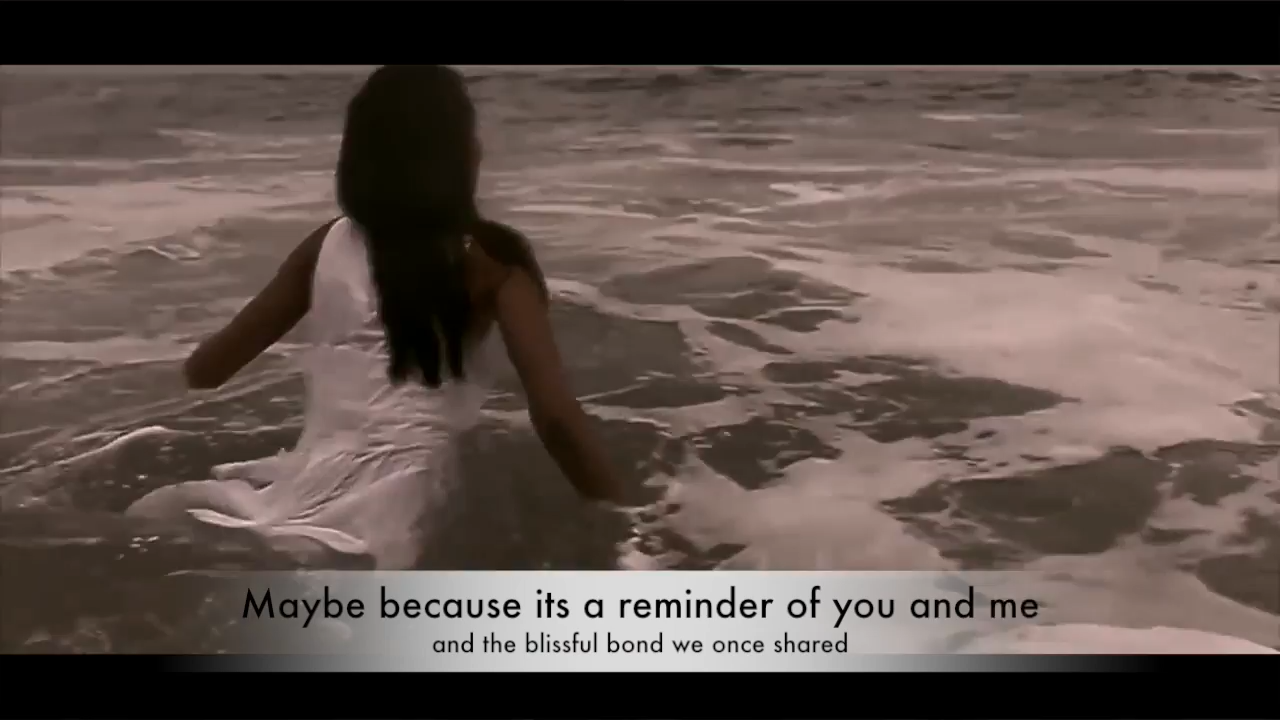 Maybe because its a reminder of you and me
and the blissful bond we once shared